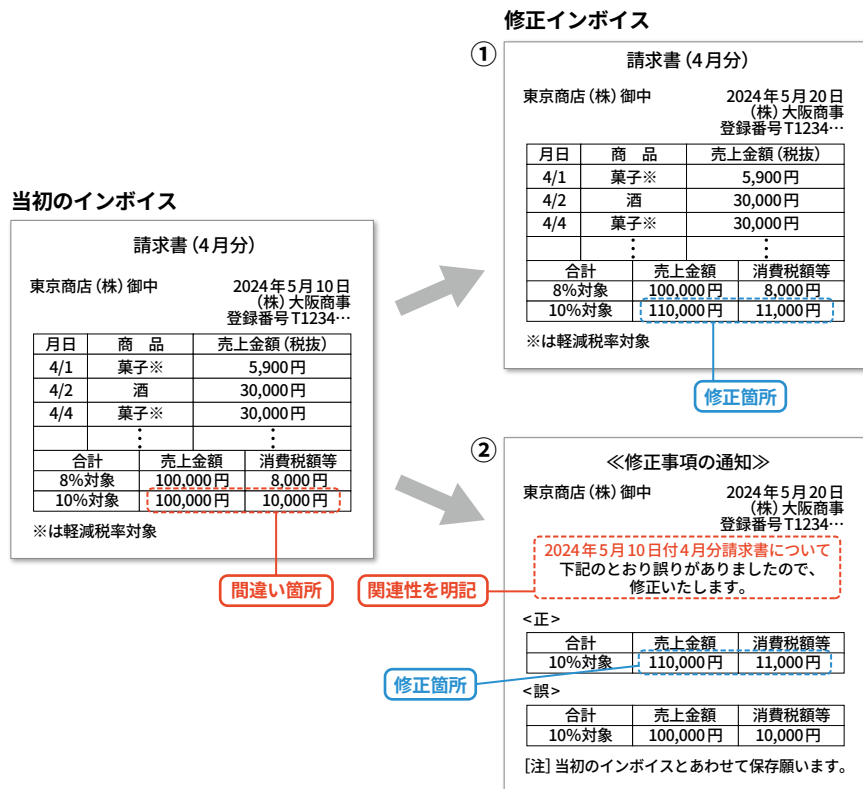 当初のインボイス
請求書（4月分）
東京商店（株）御中 2024年5月10日
（株）大阪商事
登録番号T1234…
月日 商　品 売上金額（税抜）
4/1 菓子※ 5,900円
4/2 酒 30,000円
4/4 菓子※ 30,000円
⋮ ⋮
合計 売上金額 消費税額等
8%対象 100,000円 8,000円
10%対象 100,000円 10,000円
※は軽減税率対象
間違い箇所
修正インボイス
①
請求書（4月分）
東京商店（株）御中 2024年5月20日
（株）大阪商事
登録番号T1234…
月日 商　品 売上金額（税抜）
4/1 菓子※ 5,900円
4/2 酒 30,000円
4/4 菓子※ 30,000円
⋮ ⋮
合計 売上金額 消費税額等
8%対象 100,000円 8,000円
10%対象 110,000円 11,000円
※は軽減税率対象
修正箇所
②
≪修正事項の通知≫
東京商店（株）御中 2024年5月20日
（株）大阪商事
登録番号T1234…
関連性を明記
2024年5月10日付4月分請求書について
下記のとおり誤りがありましたので、
修正いたします。
<正>
合計 売上金額 消費税額等
10%対象 110,000円 11,000円
修正箇所
<誤>
合計 売上金額 消費税額等
10%対象 100,000円 10,000円
［注］当初のインボイスとあわせて保存願います。